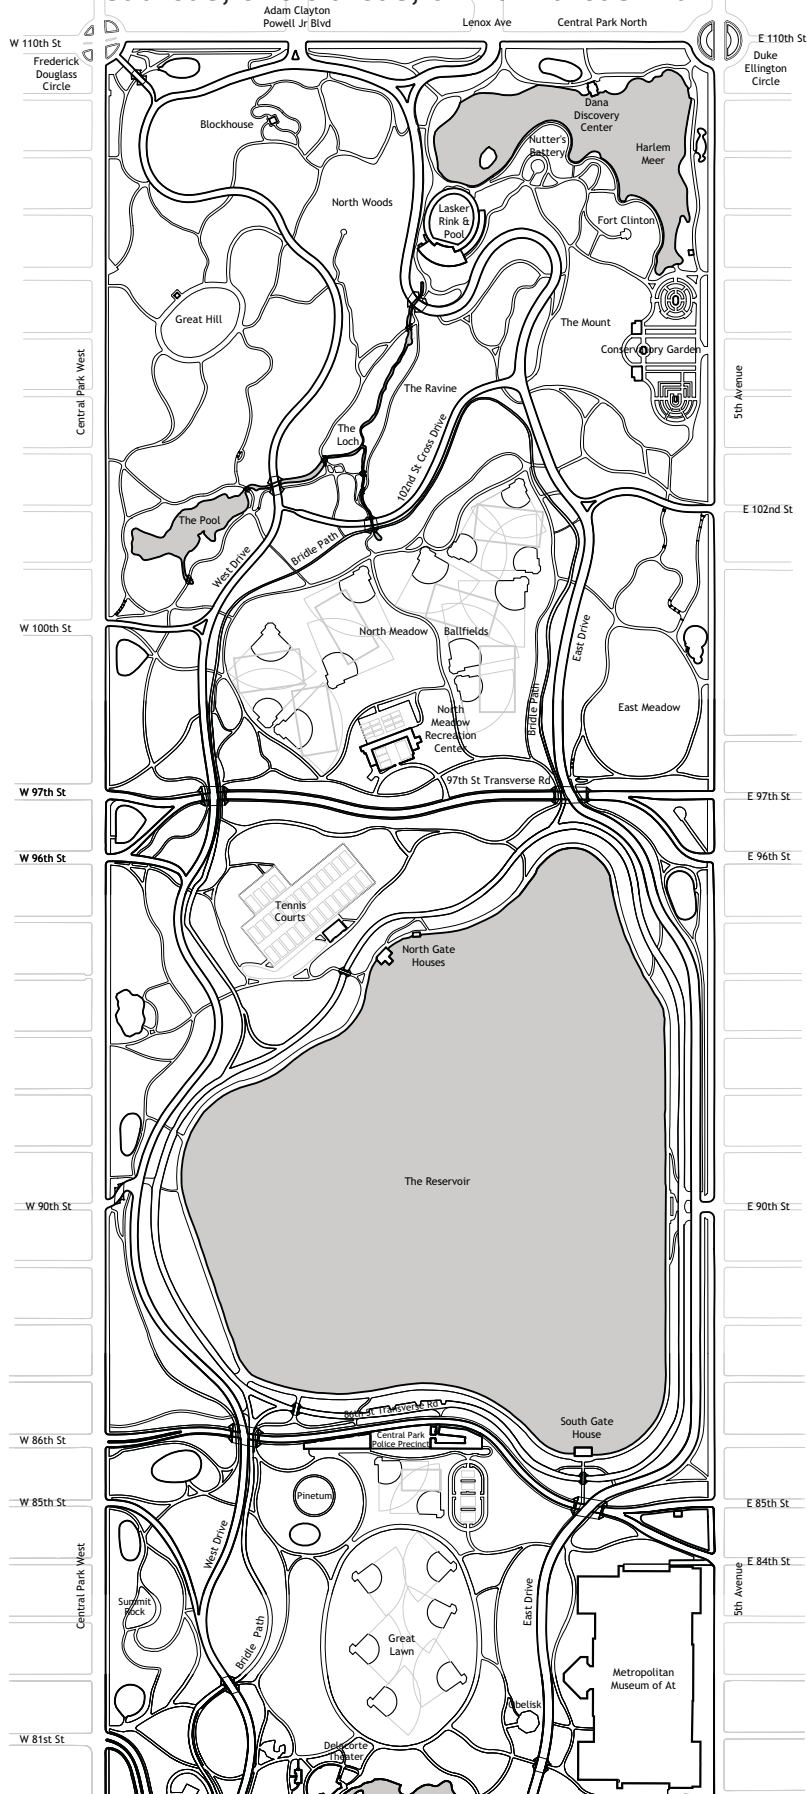 Adam Clayton
Powell Jr Blvd
Lenox Ave
Central Park North
W 110th St
E 110th St
Frederick
Douglass
Circle
Duke
Ellington
Circle
Blockhouse
Dana
Discovery
Center
Nutter's
Battery
Harlem
Meer
North Woods
Lasker
Rink &
Pool
Fort Clinton
Great Hill
The Mount
Conservatory Garden
Central Park West
5th Avenue
The Ravine
The
Loch
102nd St Cross Drive
E 102nd St
The Pool
West Drive
Bridle Path
W 100th St
North Meadow
Ballfields
East Drive
Bridle Path
East Meadow
North
Meadow
Recreation
Center
97th St Transverse Rd
W 97th St
E 97th St
W 96th St
E 96th St
Tennis
Courts
North Gate
Houses
The Reservoir
W 90th St
E 90th St
86th St Transverse Rd
South Gate
House
W 86th St
Central Park
Police Precinct
Pinetum
W 85th St
E 85th St
West Drive
E 84th St
Central Park West
5th Avenue
Summit
Rock
East Drive
Bridle Path
Great
Lawn
Metropolitan
Museum of At
Obelisk
W 81st St
Delacorte
Theater